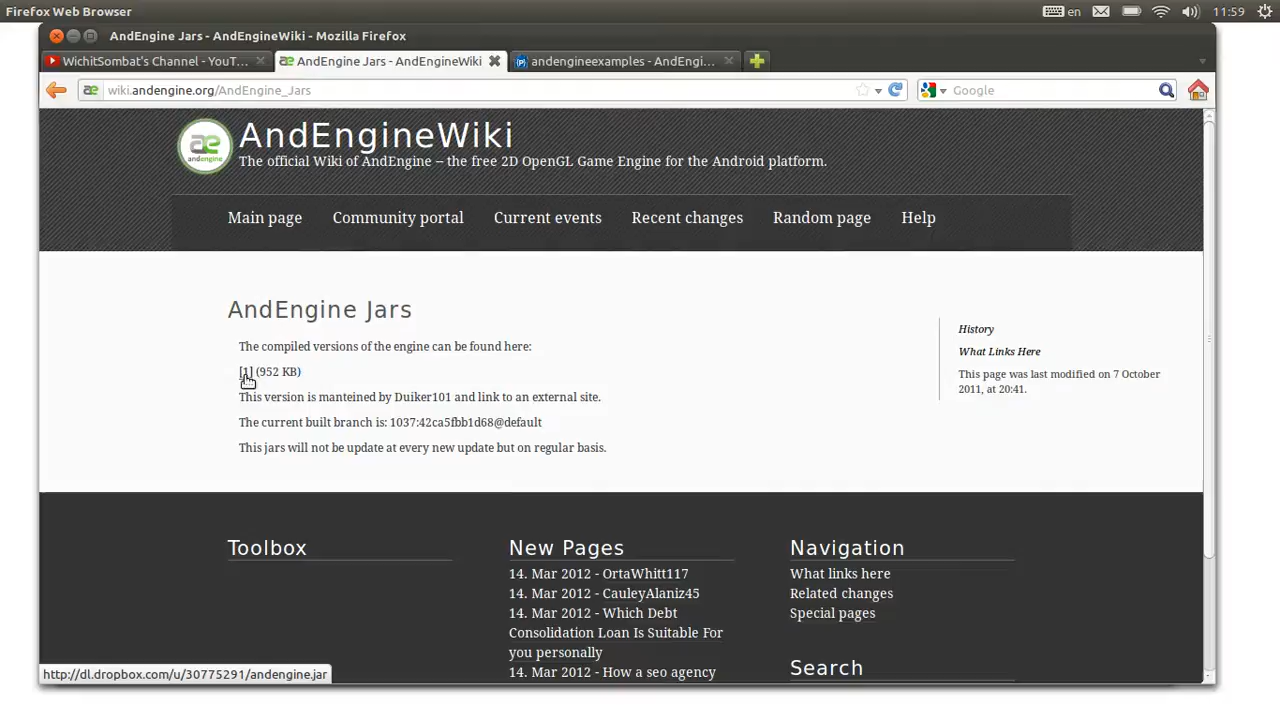 Firefox Web Browser
en
11:59
AndEngine Jars - AndEngineWiki - Mozilla Firefox
WichitSombat's Channel - YouT...
ae AndEngine Jars - AndEngineWiki
andengineexamples - AndEngi...
ae wiki.andengine.org/AndEngine_Jars
Google
ae
andengine
AndEngineWiki
The official Wiki of AndEngine -- the free 2D OpenGL Game Engine for the Android platform.
Main page
Community portal
Current events
Recent changes
Random page
Help
AndEngine Jars
The compiled versions of the engine can be found here:
[1] (952 KB)
This version is manteined by Duiker101 and link to an external site.
The current built branch is: 1037:42ca5fbb1d68@default
This jars will not be update at every new update but on regular basis.
History
What Links Here
This page was last modified on 7 October
2011, at 20:41.
Toolbox
New Pages
14. Mar 2012 - OrtaWhitt117
14. Mar 2012 - CauleyAlaniz45
14. Mar 2012 - Which Debt
Consolidation Loan Is Suitable For
you personally
14. Mar 2012 - How a seo agency
Navigation
What links here
Related changes
Special pages
Search
http://dl.dropbox.com/u/30775291/andengine.jar